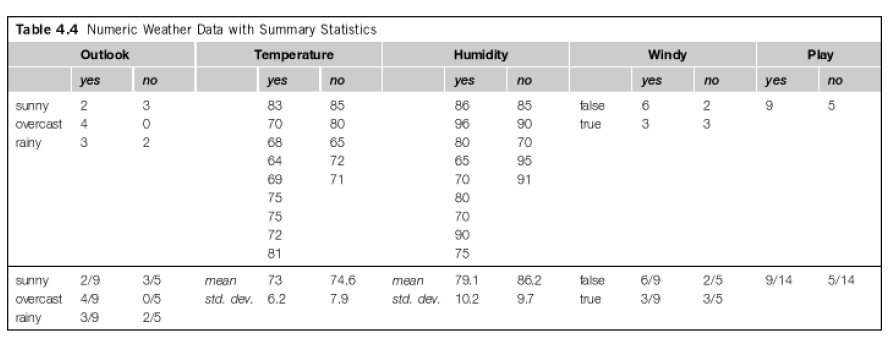 Table 4.4 Numeric Weather Data with Summary Statistics
Outlook Temperature Humidity Windy Play
yes no yes no yes no yes no yes no
sunny 2 3 83 85 86 85 false 6 2 9 5
overcast 4 0 70 80 96 90 true 3 3
rainy 3 2 68 65 80 70
64 72 65 95
69 71 70 91
75 80
75 70
72 90
81 75
sunny 2/9 3/5 mean 73 74.6 mean 79.1 86.2 false 6/9 2/5 9/14 5/14
overcast 4/9 0/5 std. dev. 6.2 7.9 std. dev. 10.2 9.7 true 3/9 3/5
rainy 3/9 2/5